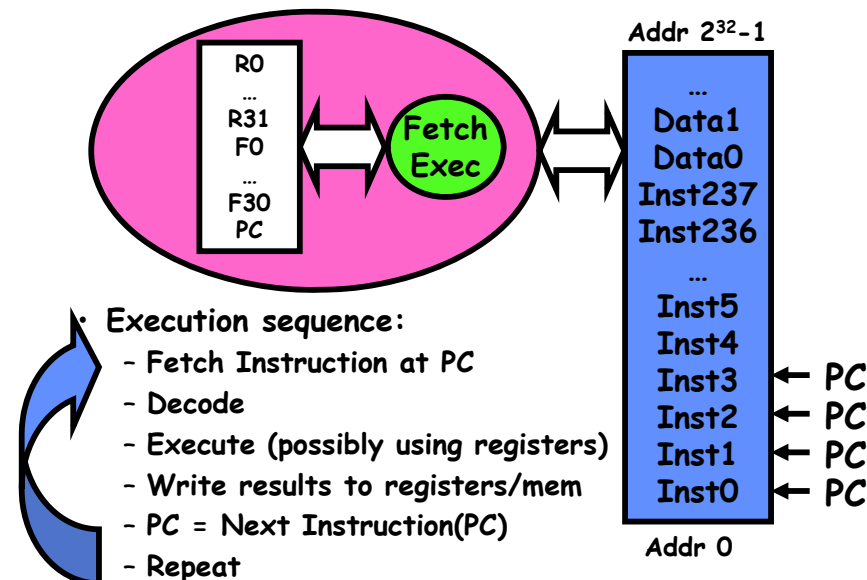 R0
…
R31
F0
…
F30
PC
Fetch
Exec
Addr 2³²-1
…
Data1
Data0
Inst237
Inst236
…
Inst5
Inst4
Inst3 ← PC
Inst2 ← PC
Inst1 ← PC
Inst0 ← PC
Addr 0
• Execution sequence:
– Fetch Instruction at PC
– Decode
– Execute (possibly using registers)
– Write results to registers/mem
– PC = Next Instruction(PC)
– Repeat